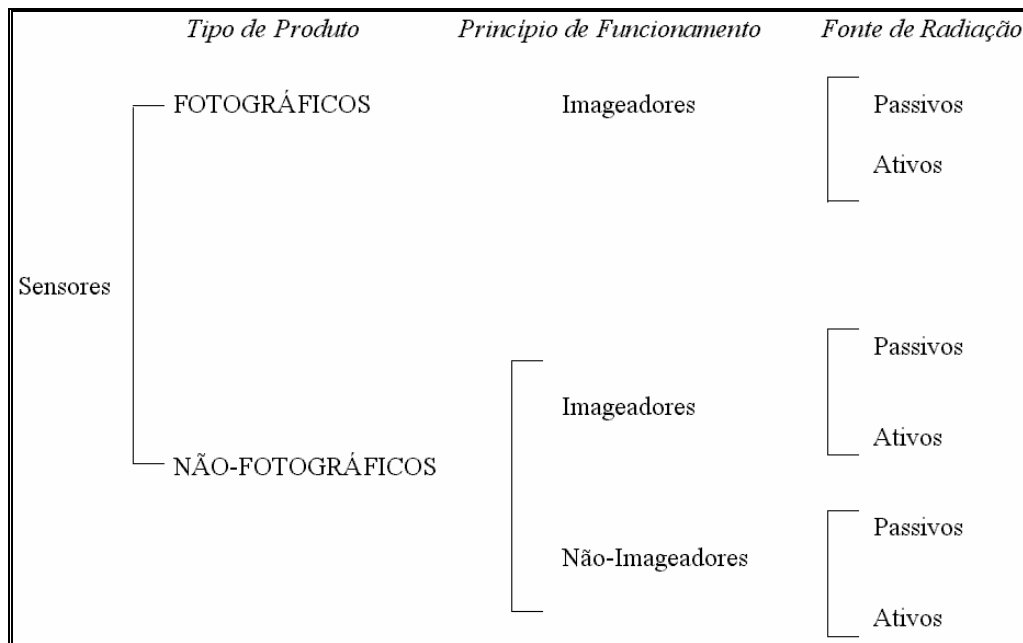 Tipo de Produto Princípio de Funcionamento Fonte de Radiação
FOTOGRÁFICOS Imageadores Passivos
Ativos
Sensores
Passivos
Imageadores
Ativos
NÃO-FOTOGRÁFICOS
Passivos
Não-Imageadores
Ativos